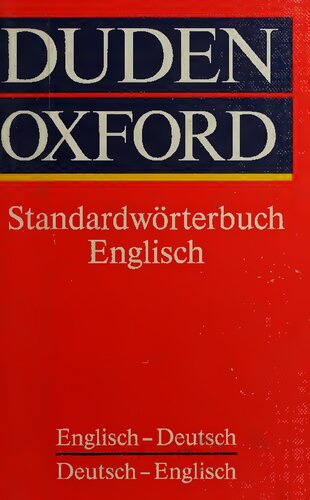 DUDEN
OXFORD
Standardwörterbuch
Englisch
Englisch – Deutsch
Deutsch – Englisch